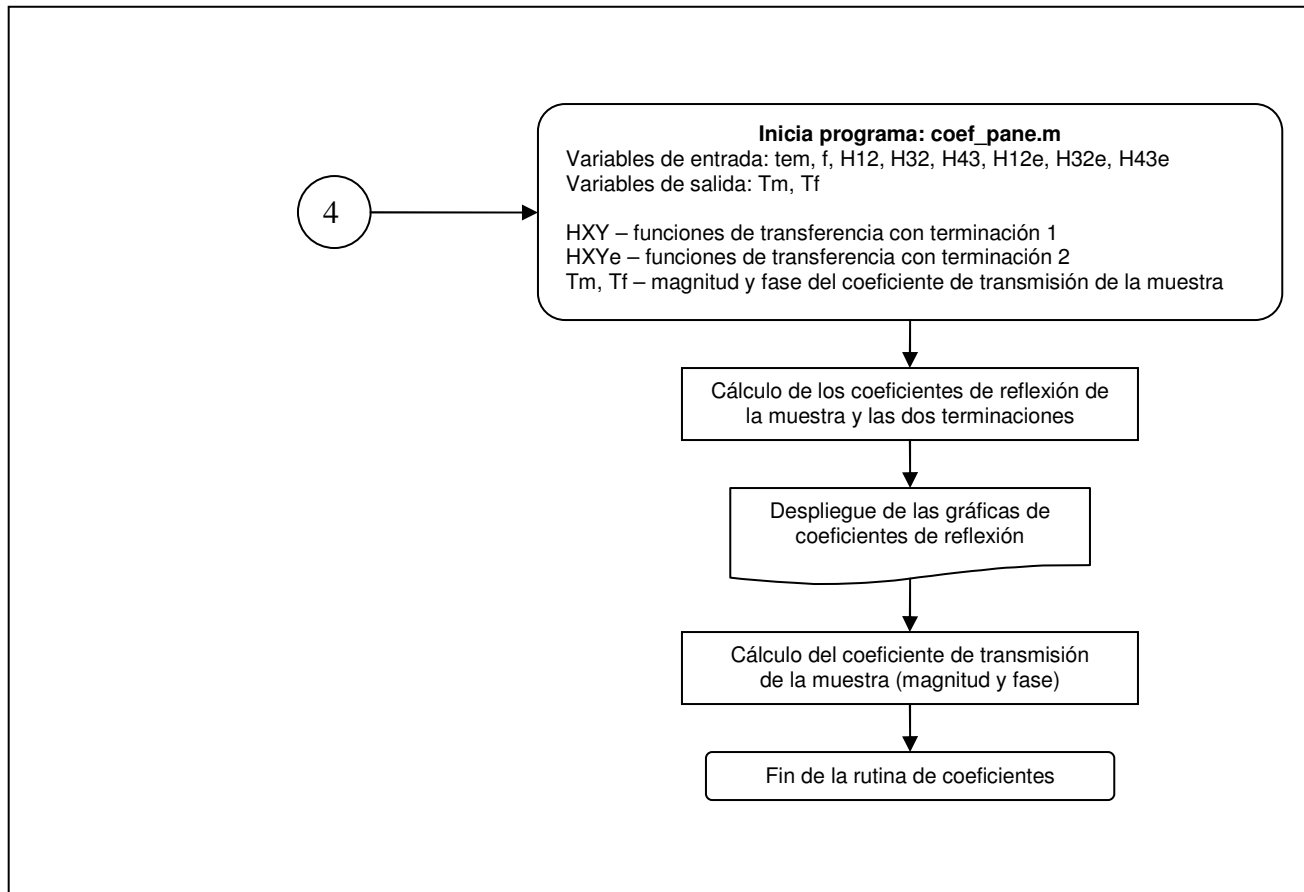 Inicia programa: coef_pane.m
Variables de entrada: tem, f, H12, H32, H43, H12e, H32e, H43e
Variables de salida: Tm, Tf
4
HXY – funciones de transferencia con terminación 1
HXYe – funciones de transferencia con terminación 2
Tm, Tf – magnitud y fase del coeficiente de transmisión de la muestra
Cálculo de los coeficientes de reflexión de
la muestra y las dos terminaciones
Despliegue de las gráficas de
coeficientes de reflexión
Cálculo del coeficiente de transmisión
de la muestra (magnitud y fase)
Fin de la rutina de coeficientes